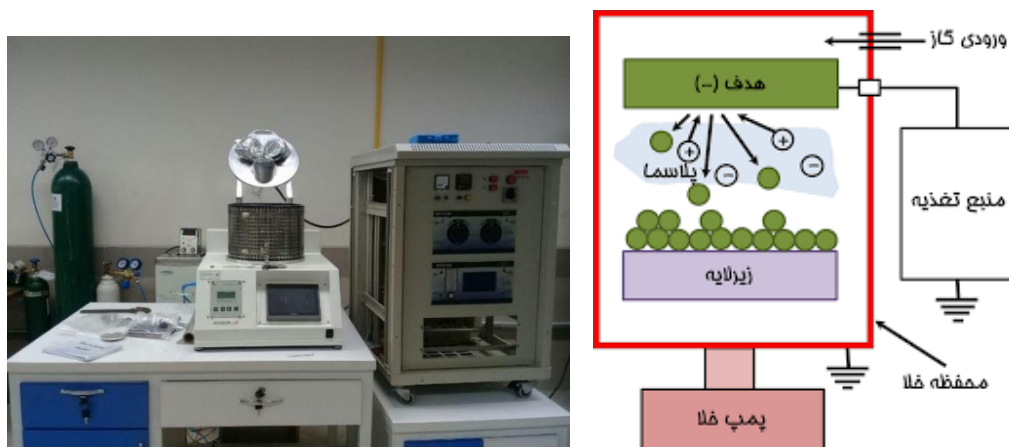 ورودی گاز
هدف (--)
+
+
پلاسما
-
-
منبع تغذیه
زیرلایه
محفظه خلا
پمپ خلا